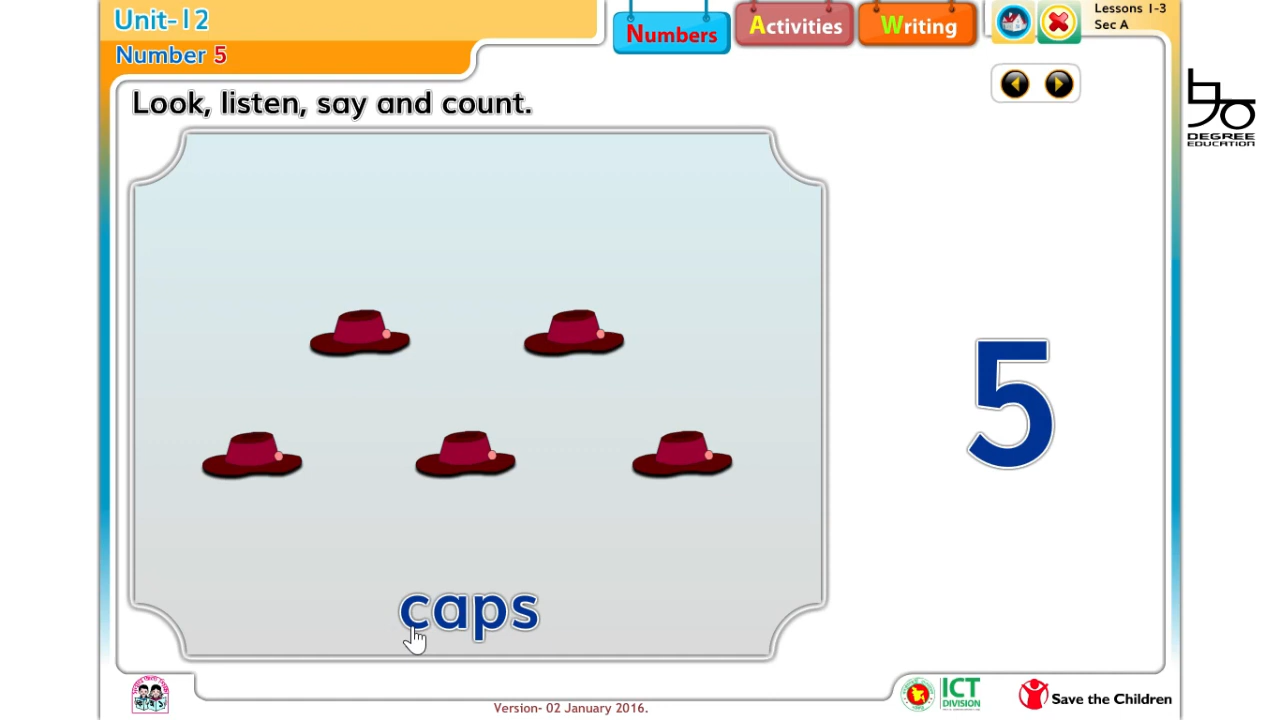 Unit-12
Number 5
Numbers
Activities
Writing
Lessons 1-3
Sec A
Look, listen, say and count.
DEGREE
EDUCATION
5
caps
Version- 02 January 2016.
ICT
DIVISION
Save the Children